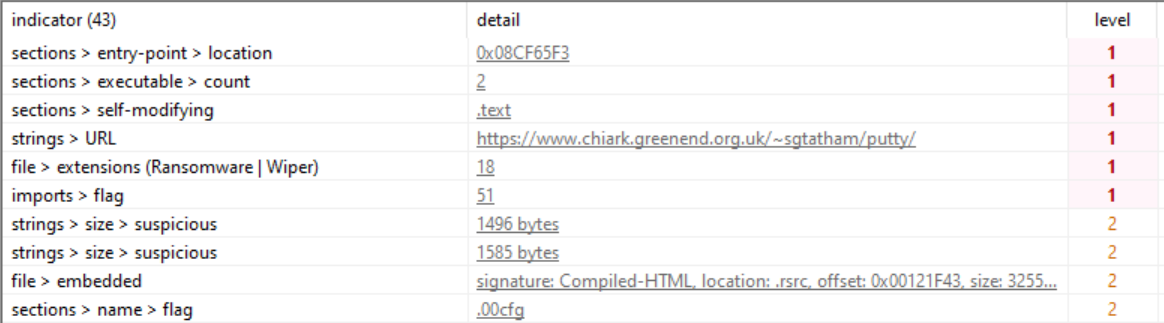 indicator (43) detail level
sections > entry-point > location 0x08CF65F3 1
sections > executable > count 2 1
sections > self-modifying .text 1
strings > URL https://www.chiark.greenend.org.uk/~sgtatham/putty/ 1
file > extensions (Ransomware | Wiper) 18 1
imports > flag 51 1
strings > size > suspicious 1496 bytes 2
strings > size > suspicious 1585 bytes 2
file > embedded signature: Compiled-HTML, location: .rsrc, offset: 0x00121F43, size: 3255... 2
sections > name > flag .00cfg 2